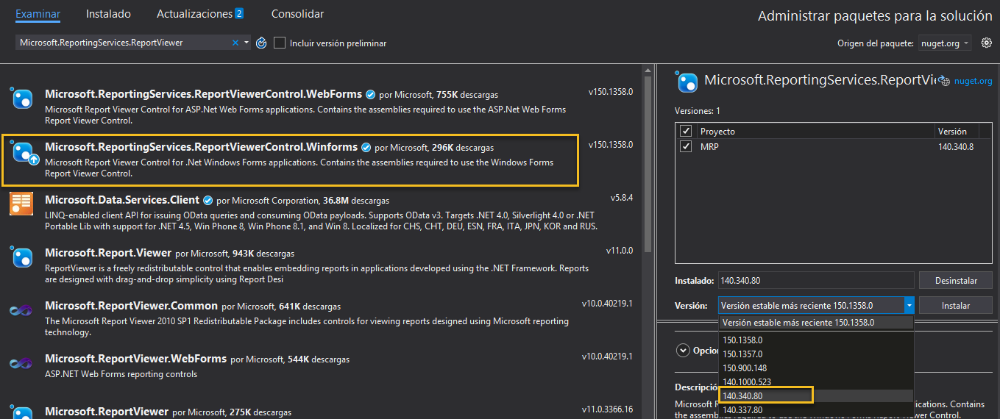 Examinar Instalado Actualizaciones 2 Consolidar
Administrar paquetes para la solución
Microsoft.ReportingServices.ReportViewer
Incluir versión preliminar
Origen del paquete: nuget.org
Microsoft.ReportingServices.ReportViewerControl.WebForms por Microsoft, 755K descargas
v150.1358.0
Microsoft Report Viewer Control for ASP.Net Web Forms applications. Contains the assemblies required to use the ASP.Net Web Forms
Report Viewer Control.
Microsoft.ReportingServices.ReportViewerControl.Winforms por Microsoft, 296K descargas
v150.1358.0
Microsoft Report Viewer Control for .Net Windows Forms applications. Contains the assemblies required to use the Windows Forms
Report Viewer Control.
Microsoft.Data.Services.Client por Microsoft Corporation, 36.8M descargas
v5.8.4
LINQ-enabled client API for issuing OData queries and consuming OData payloads. Supports OData v3. Targets .NET 4.0, Silverlight 4.0 or .NET
Portable Lib with support for .NET 4.5, Win Phone 8, Win Phone 8.1, and Win 8. Localized for CHS, CHT, DEU, ESN, FRA, ITA, JPN, KOR and RUS.
Microsoft.Report.Viewer por Microsoft, 943K descargas
v11.0.0
ReportViewer is a freely redistributable control that enables embedding reports in applications developed using the .NET Framework. Reports
are designed with drag-and-drop simplicity using Report Desi
Microsoft.ReportViewer.Common por Microsoft, 641K descargas
v10.0.40219.1
The Microsoft Report Viewer 2010 SP1 Redistributable Package includes controls for viewing reports designed using Microsoft reporting
technology.
Microsoft.ReportViewer.WebForms por Microsoft, 544K descargas
v10.0.40219.1
ASP.NET Web Forms reporting controls
Microsoft.ReportViewer por Microsoft, 275K descargas
v11.0.3366.16
Microsoft.ReportingServices.ReportVi
nuget.org
Versiones: 1
Proyecto Versión
MRP 140.340.8
Instalado: 140.340.80 Desinstalar
Versión: Versión estable más reciente 150.1358.0 Instalar
Versión estable más reciente 150.1358.0
150.1358.0
150.1357.0
150.900.148
140.1000.523
140.340.80
140.337.80
Opcio
Descripció
Microsoft R ications. Contains
the assemblies required to use the Windows Forms Report Viewer Control.